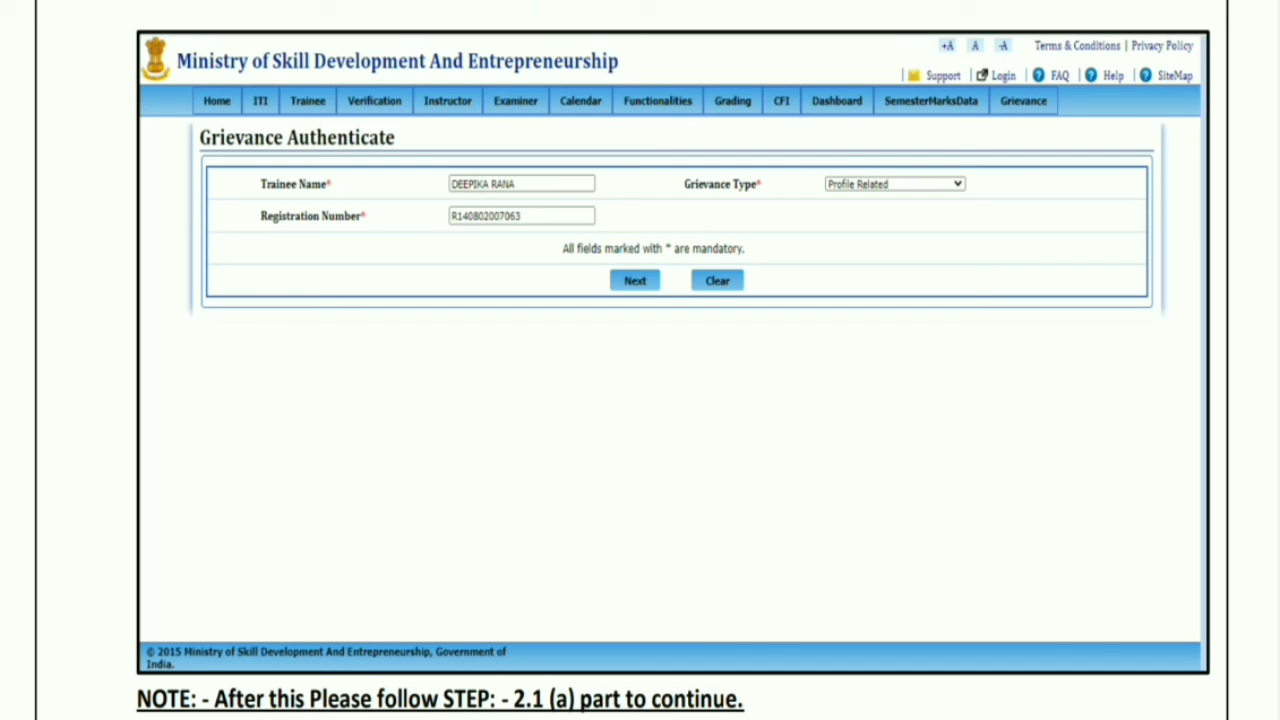 +A A -A Terms & Conditions | Privacy Policy
Ministry of Skill Development And Entrepreneurship
| Support | Login | FAQ | Help | SiteMap
Home ITI Trainee Verification Instructor Examiner Calendar Functionalities Grading CFI Dashboard SemesterMarksData Grievance
Grievance Authenticate
Trainee Name* DEEPIKA RANA Grievance Type* Profile Related
Registration Number* R140802007063
All fields marked with * are mandatory.
Next Clear
© 2015 Ministry of Skill Development And Entrepreneurship, Government of
India.
NOTE: - After this Please follow STEP: - 2.1 (a) part to continue.